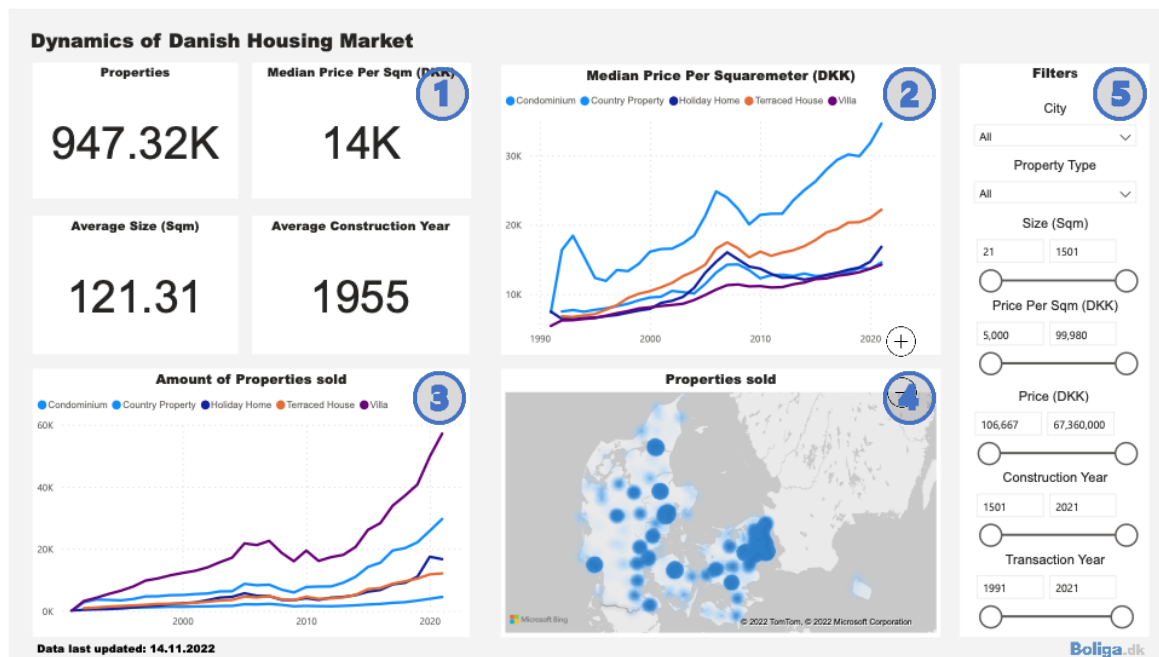 Dynamics of Danish Housing Market
Properties
947.32K
Median Price Per Sqm (DKK)
14K
1
Average Size (Sqm)
121.31
Average Construction Year
1955
Median Price Per Squaremeter (DKK)
2
Condominium Country Property Holiday Home Terraced House Villa
30K
20K
10K
1990 2000 2010 2020
Amount of Properties sold
3
Condominium Country Property Holiday Home Terraced House Villa
60K
40K
20K
0K
2000 2010 2020
Properties sold
4
Microsoft Bing
© 2022 TomTom, © 2022 Microsoft Corporation
Filters
5
City
All
Property Type
All
Size (Sqm)
21 1501
Price Per Sqm (DKK)
5,000 99,980
Price (DKK)
106,667 67,360,000
Construction Year
1501 2021
Transaction Year
1991 2021
Data last updated: 14.11.2022
Boliga.dk